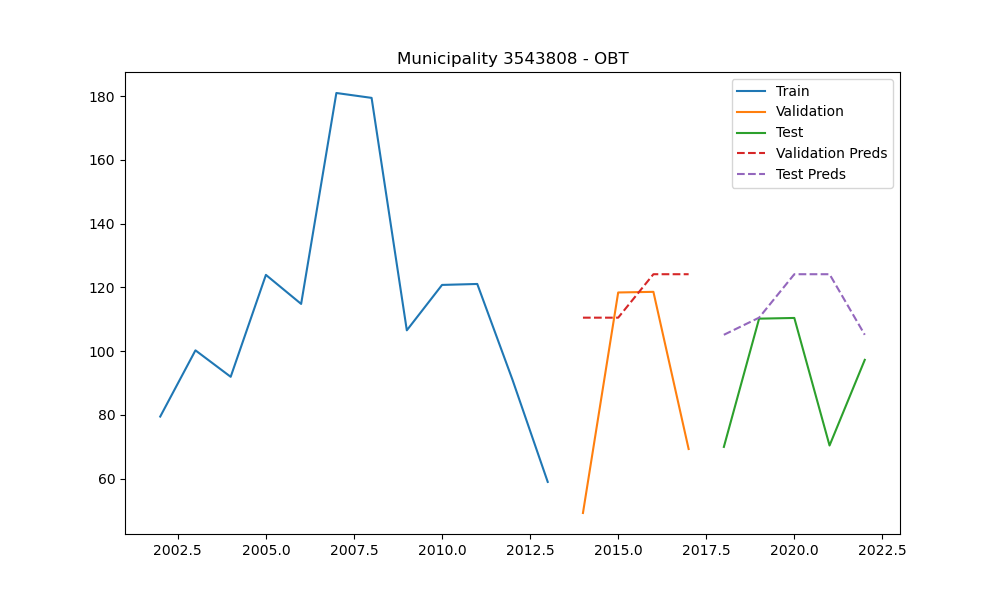 Municipality 3543808 - OBT
Train
Validation
Test
Validation Preds
Test Preds
180
160
140
120
100
80
60
2002.5 2005.0 2007.5 2010.0 2012.5 2015.0 2017.5 2020.0 2022.5